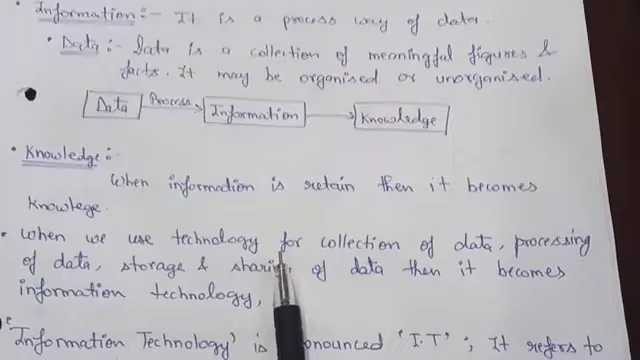 Information:- It is a process way of data.
Data:- Data is a collection of meaningful figures &
facts. It may be organised or unorganised.
Data Process Information Knowledge
Knowledge:-
When information is retain then it becomes
Knowlege.
When we use technology for collection of data, processing
of data, storage & sharing of data then it becomes
information technology,
'Information Technology' is pronounced 'I.T'; It refers to